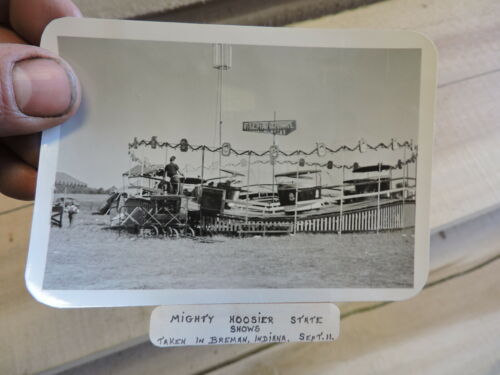 MIGHTY HOOSIER STATE
SHOWS
TAKEN IN BREMAN, INDIANA, SEPT. 11.